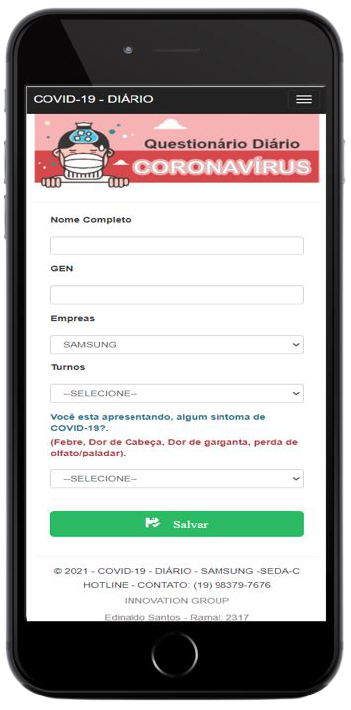 COVID-19 - DIÁRIO
Questionário Diário
CORONAVÍRUS
Nome Completo
GEN
Empreas
SAMSUNG
Turnos
--SELECIONE--
Você esta apresentando, algum sintoma de
COVID-19?.
(Febre, Dor de Cabeça, Dor de garganta, perda de
olfato/paladar).
--SELECIONE--
Salvar
© 2021 - COVID-19 - DIÁRIO - SAMSUNG -SEDA-C
HOTLINE - CONTATO: (19) 98379-7676
INNOVATION GROUP
Edinaldo Santos - Ramal: 2317